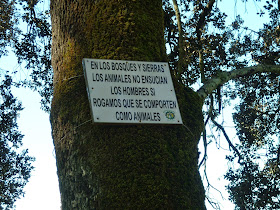 "EN LOS BOSQUES Y SIERRAS"
LOS ANIMALES NO ENSUCIAN
LOS HOMBRES SI
ROGAMOS QUE SE COMPORTEN
COMO ANIMALES